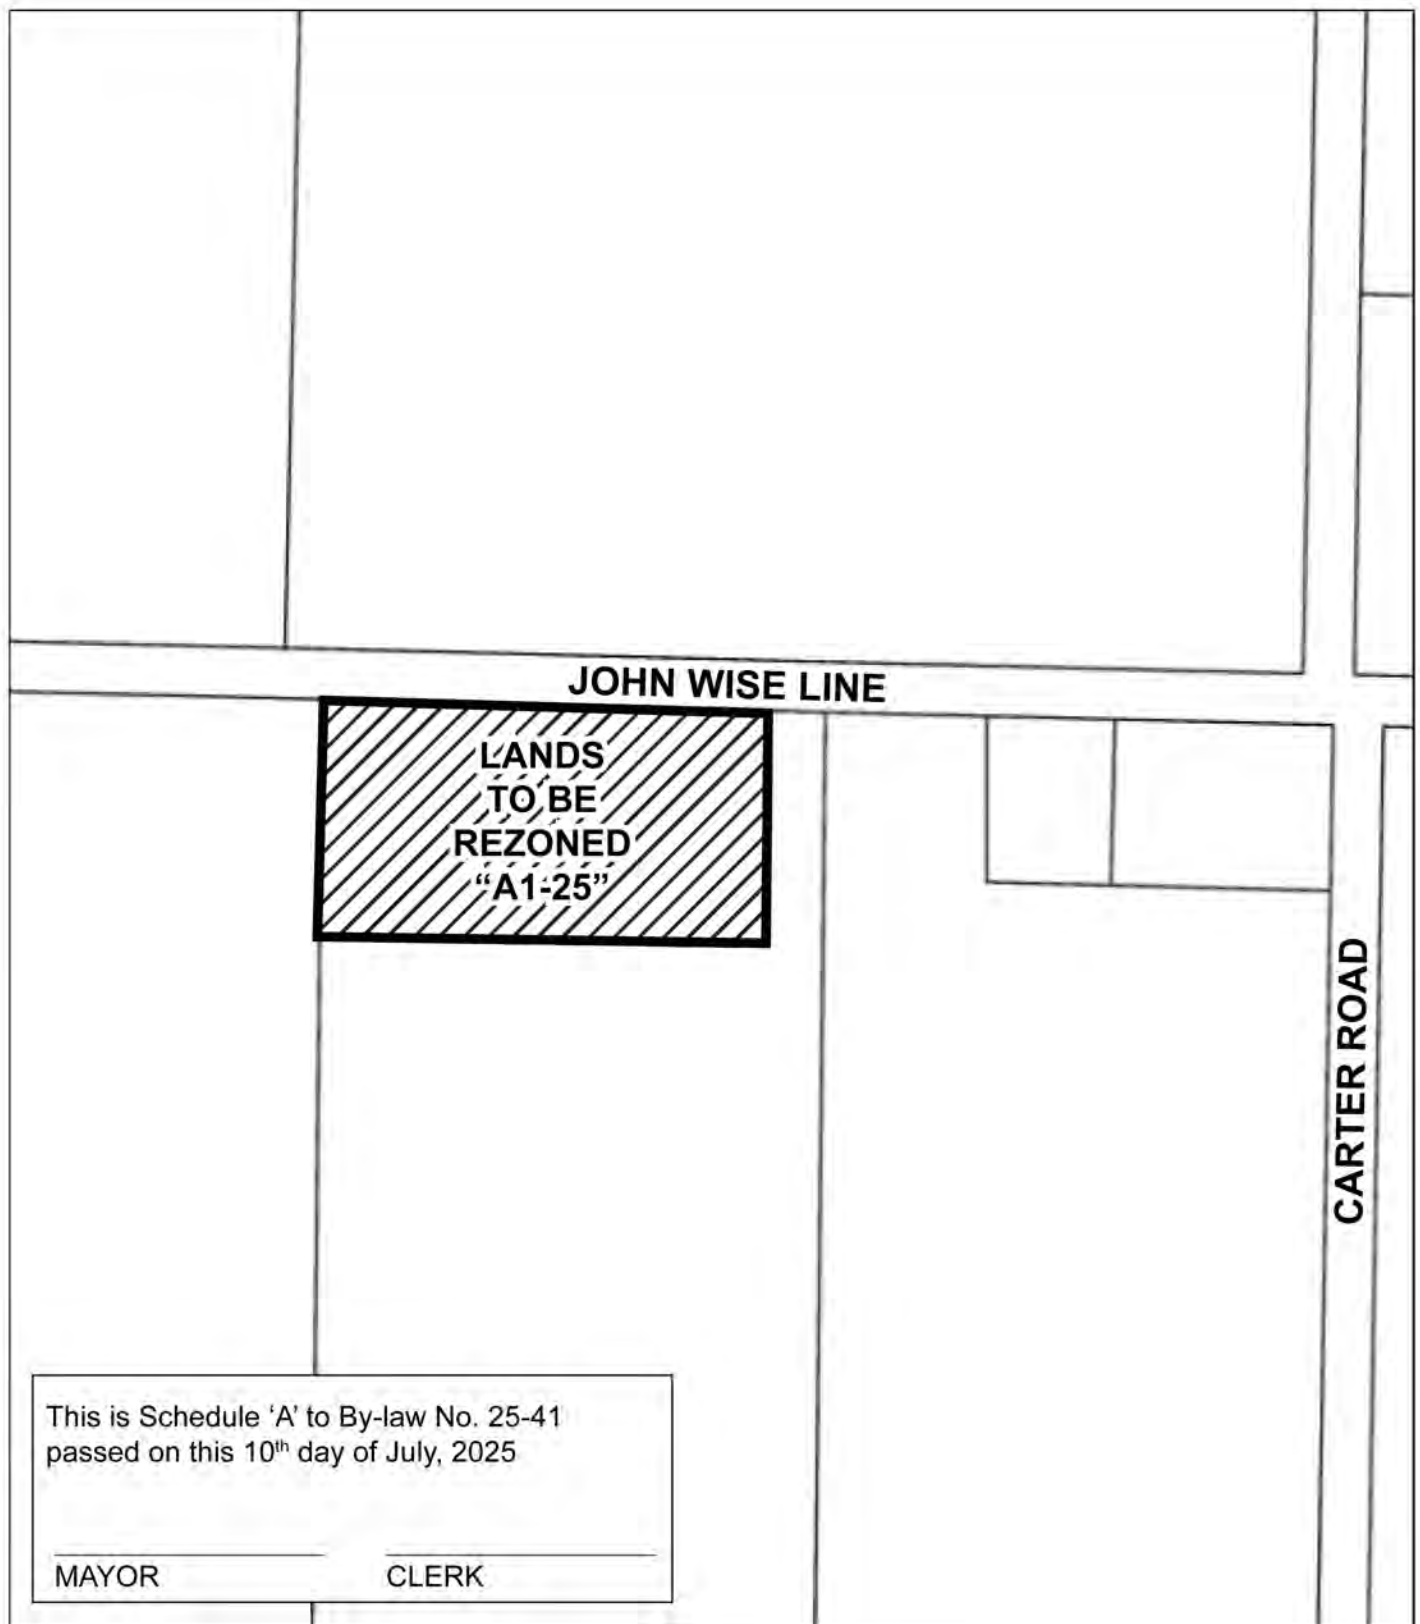 JOHN WISE LINE
LANDS
TO BE
REZONED
“A1-25”
CARTER ROAD
This is Schedule ‘A’ to By-law No. 25-41
passed on this 10th day of July, 2025
MAYOR CLERK